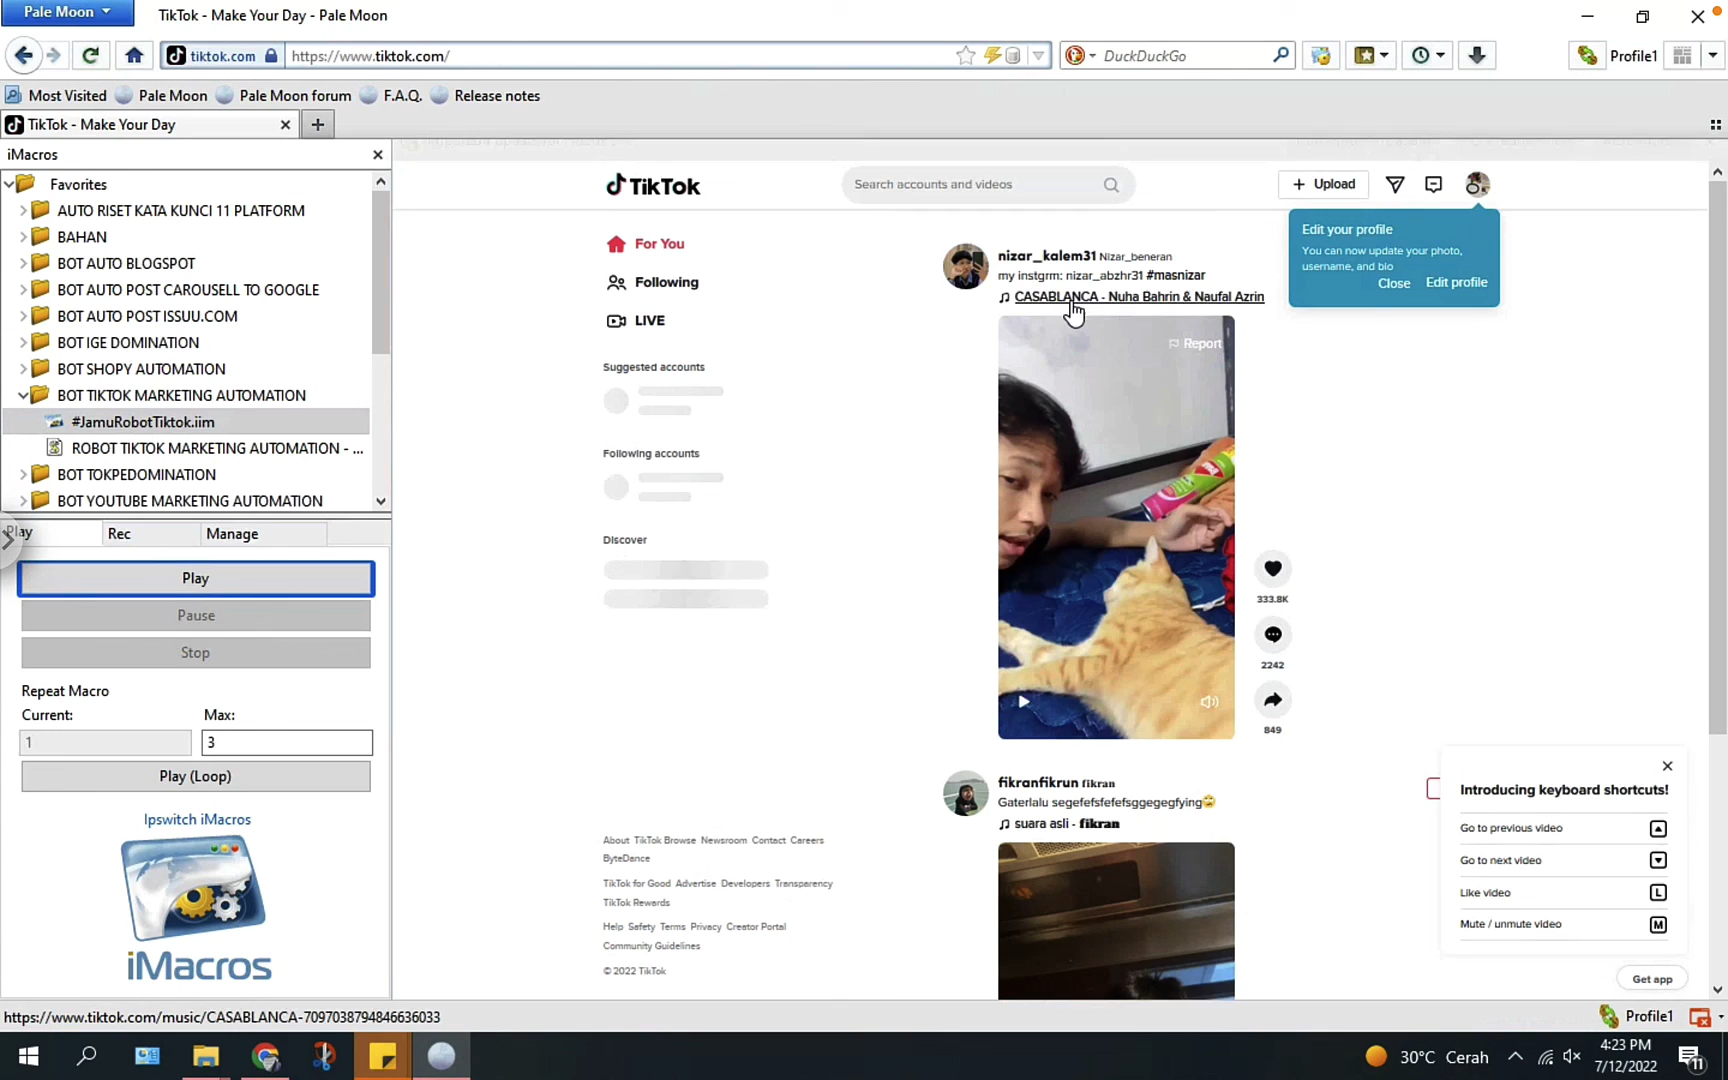 Pale Moon
TikTok - Make Your Day - Pale Moon
tiktok.com
https://www.tiktok.com/
DuckDuckGo
Profile1
Most Visited
Pale Moon
Pale Moon forum
F.A.Q.
Release notes
TikTok - Make Your Day
iMacros
Favorites
AUTO RISET KATA KUNCI 11 PLATFORM
BAHAN
BOT AUTO BLOGSPOT
BOT AUTO POST CAROUSELL TO GOOGLE
BOT AUTO POST ISSUU.COM
BOT IGE DOMINATION
BOT SHOPY AUTOMATION
BOT TIKTOK MARKETING AUTOMATION
#JamuRobotTiktok.iim
ROBOT TIKTOK MARKETING AUTOMATION - ...
BOT TOKPEDOMINATION
BOT YOUTUBE MARKETING AUTOMATION
Play
Rec
Manage
Play
Pause
Stop
Repeat Macro
Current:
Max:
1
3
Play (Loop)
Ipswitch iMacros
iMacros
TikTok
Search accounts and videos
+ Upload
For You
Following
LIVE
Suggested accounts
Following accounts
Discover
About TikTok Browse Newsroom Contact Careers
ByteDance
TikTok for Good Advertise Developers Transparency
TikTok Rewards
Help Safety Terms Privacy Creator Portal
Community Guidelines
© 2022 TikTok
nizar_kalem31 Nizar_beneran
my instgrm: nizar_abzhr31 #masnizar
CASABLANCA - Nuha Bahrin & Naufal Azrin
Report
333.8K
2242
849
fikranfikrun fikran
Gaterlalu segefefsfefefsggegegfying🙄
suara asli - fikran
Edit your profile
You can now update your photo,
username, and bio
Close
Edit profile
Introducing keyboard shortcuts!
Go to previous video
Go to next video
Like video
L
Mute / unmute video
M
Get app
https://www.tiktok.com/music/CASABLANCA-7097038794846636033
Profile1
30°C Cerah
4:23 PM
7/12/2022
11